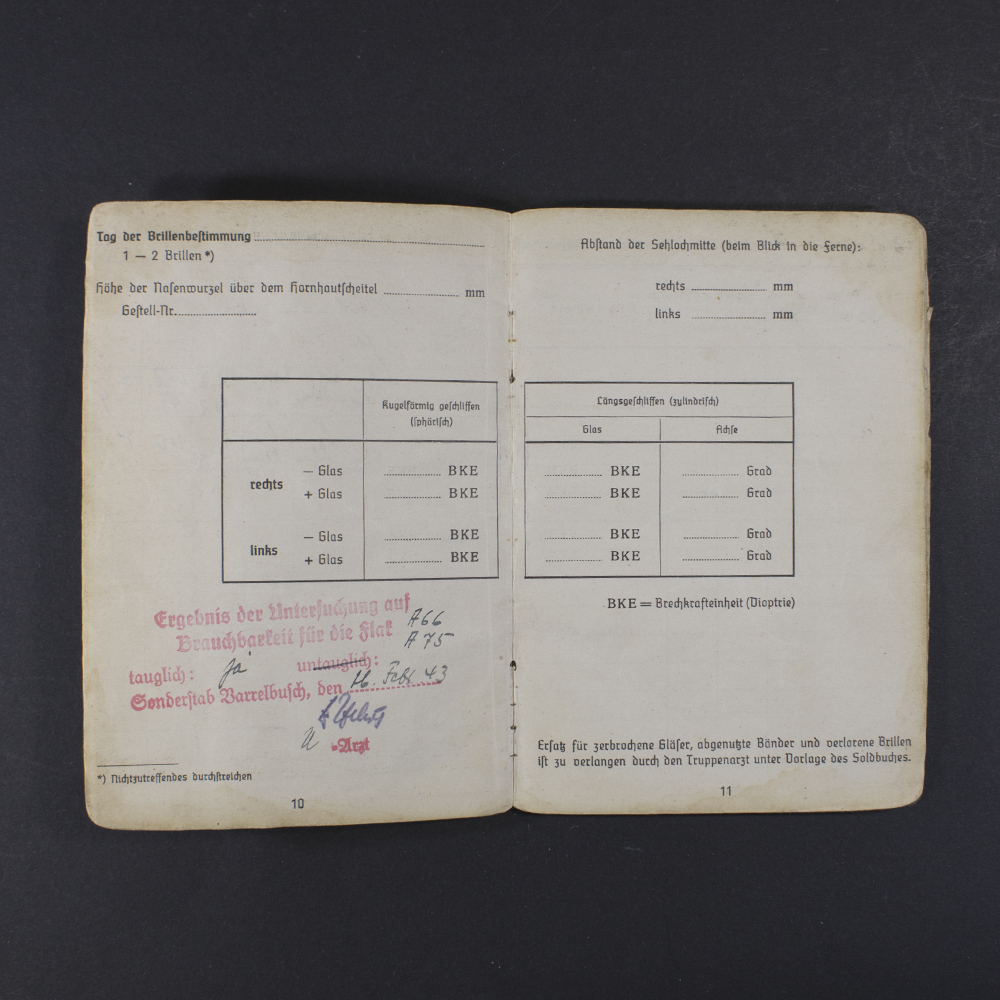 Tag der Brillenbestimmung
1 — 2 Brillen *)
Höhe der Nasenwurzel über dem Hornhautscheitel mm
Gestell-Nr.
Kugelförmig geschliffen
(sphärisch)
rechts
— Glas BKE
+ Glas BKE
links
— Glas BKE
+ Glas BKE
Ergebnis der Untersuchung auf
Brauchbarkeit für die Flak
A66
A75
tauglich: ja untauglich:
Sonderstab Varrelbusch, den 16. Febr 43
Arzt
*) Nichtzutreffendes durchstreichen
10
Abstand der Sehlochmitte (beim Blick in die Ferne):
rechts mm
links mm
Längsgeschliffen (zylindrisch)
Glas Achse
BKE Grad
BKE Grad
BKE Grad
BKE Grad
BKE = Brechkrafteinheit (Dioptrie)
Ersatz für zerbrochene Gläser, abgenutzte Bänder und verlorene Brillen
ist zu verlangen durch den Truppenarzt unter Vorlage des Soldbuches.
11